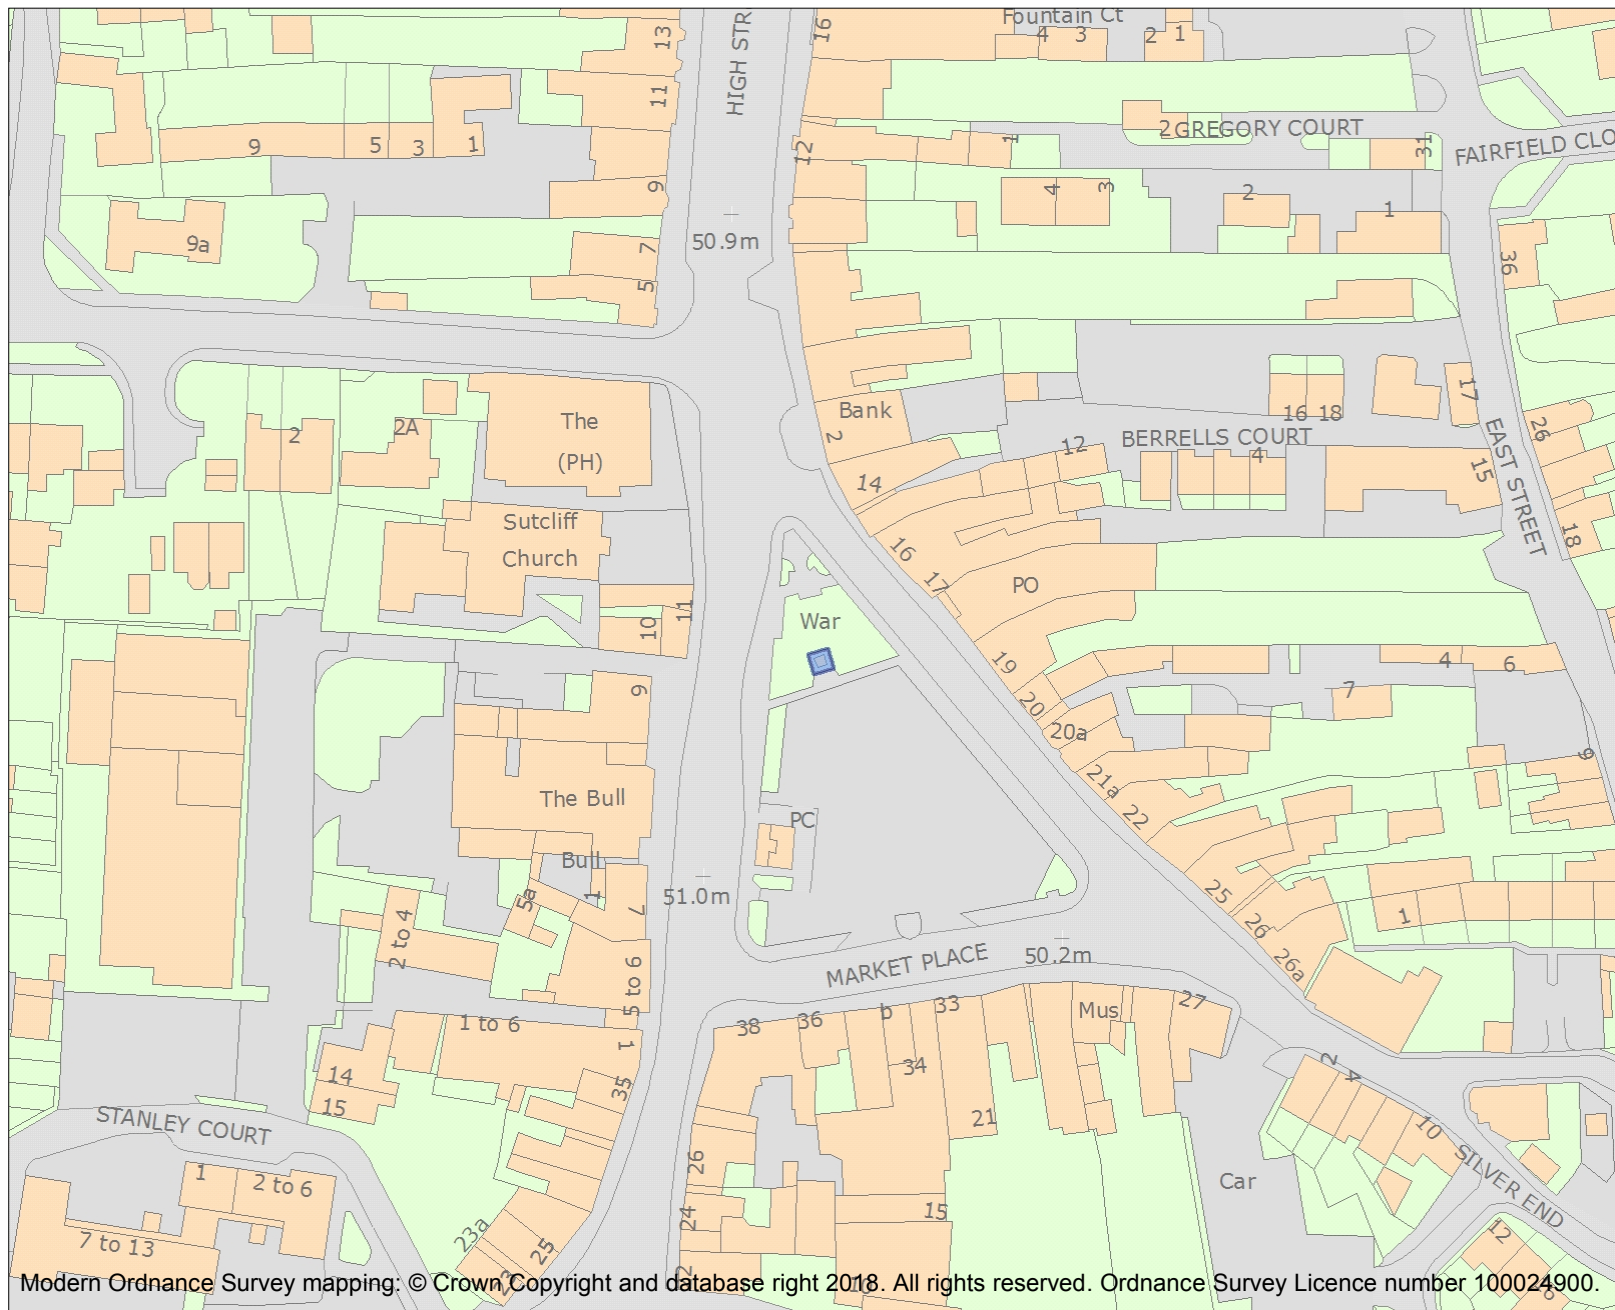 Fountain Ct
16
4 3 2 1
13
HIGH STR
11
2 GREGORY COURT
31
FAIRFIELD CLO
9 5 3 1
12
1
9
4 3
2
1
9a
50.9m
7
36
5
Bank
2
17
16 18
The
(PH)
2
2A
12
BERRELLS COURT
4
26
EAST STREET
15
14
Sutcliff
Church
16
18
17
PO
War
11
10
19
4 6
9
20
7
20a
21a
9
The Bull
22
PC
Bull
5a
1
51.0m
7
25
1
2 to 4
26
MARKET PLACE
50.2m
26a
5 to 6
38 36 b 33
Mus
27
1 to 6
1
34
2
4
14
15
35
21
10
STANLEY COURT
26
SILVER END
1
2 to 6
Car
24
15
23a
25
12
7 to 13
Modern Ordnance Survey mapping: © Crown Copyright and database right 2018. All rights reserved. Ordnance Survey Licence number 100024900.